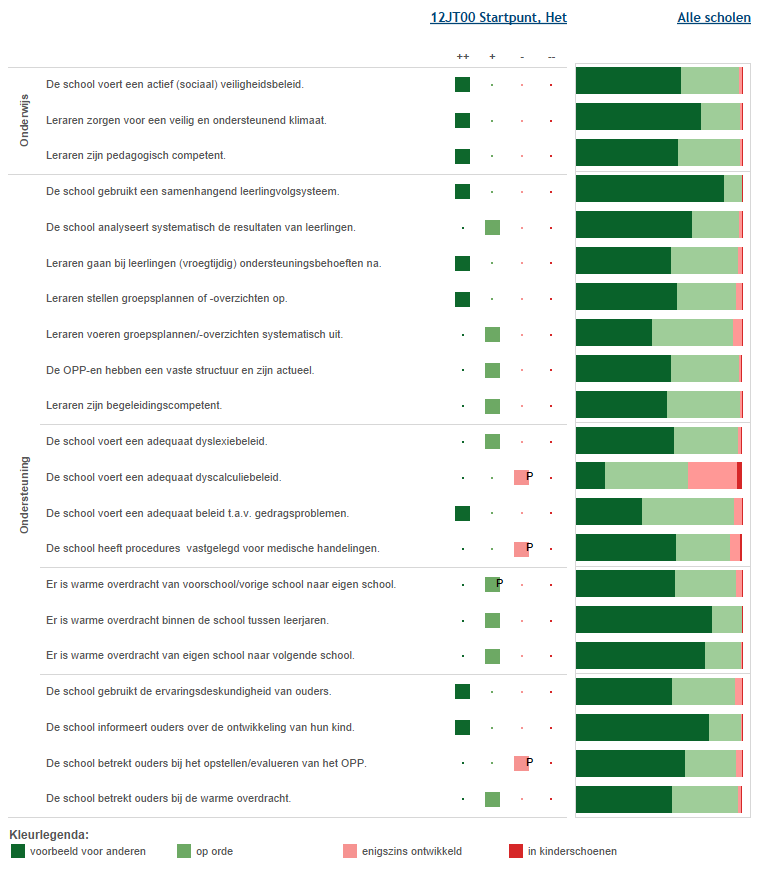 12JT00 Startpunt, Het Alle scholen
++ + - --
Onderwijs
De school voert een actief (sociaal) veiligheidsbeleid.
Leraren zorgen voor een veilig en ondersteunend klimaat.
Leraren zijn pedagogisch competent.
Ondersteuning
De school gebruikt een samenhangend leerlingvolgsysteem.
De school analyseert systematisch de resultaten van leerlingen.
Leraren gaan bij leerlingen (vroegtijdig) ondersteuningsbehoeften na.
Leraren stellen groepsplannen of -overzichten op.
Leraren voeren groepsplannen/-overzichten systematisch uit.
De OPP-en hebben een vaste structuur en zijn actueel.
Leraren zijn begeleidingscompetent.
De school voert een adequaat dyslexiebeleid.
De school voert een adequaat dyscalculiebeleid. P
De school voert een adequaat beleid t.a.v. gedragsproblemen.
De school heeft procedures  vastgelegd voor medische handelingen. P
Er is warme overdracht van voorschool/vorige school naar eigen school. P
Er is warme overdracht binnen de school tussen leerjaren.
Er is warme overdracht van eigen school naar volgende school.
De school gebruikt de ervaringsdeskundigheid van ouders.
De school informeert ouders over de ontwikkeling van hun kind.
De school betrekt ouders bij het opstellen/evalueren van het OPP. P
De school betrekt ouders bij de warme overdracht.
Kleurlegenda:
voorbeeld voor anderen op orde enigszins ontwikkeld in kinderschoenen